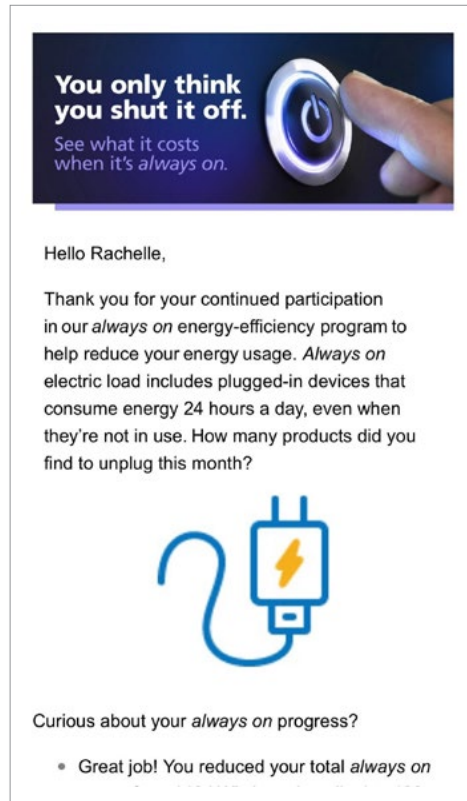 You only think
you shut it off.
See what it costs
when it's always on.
Hello Rachelle,
Thank you for your continued participation
in our always on energy-efficiency program to
help reduce your energy usage. Always on
electric load includes plugged-in devices that
consume energy 24 hours a day, even when
they're not in use. How many products did you
find to unplug this month?
Curious about your always on progress?
• Great job! You reduced your total always on